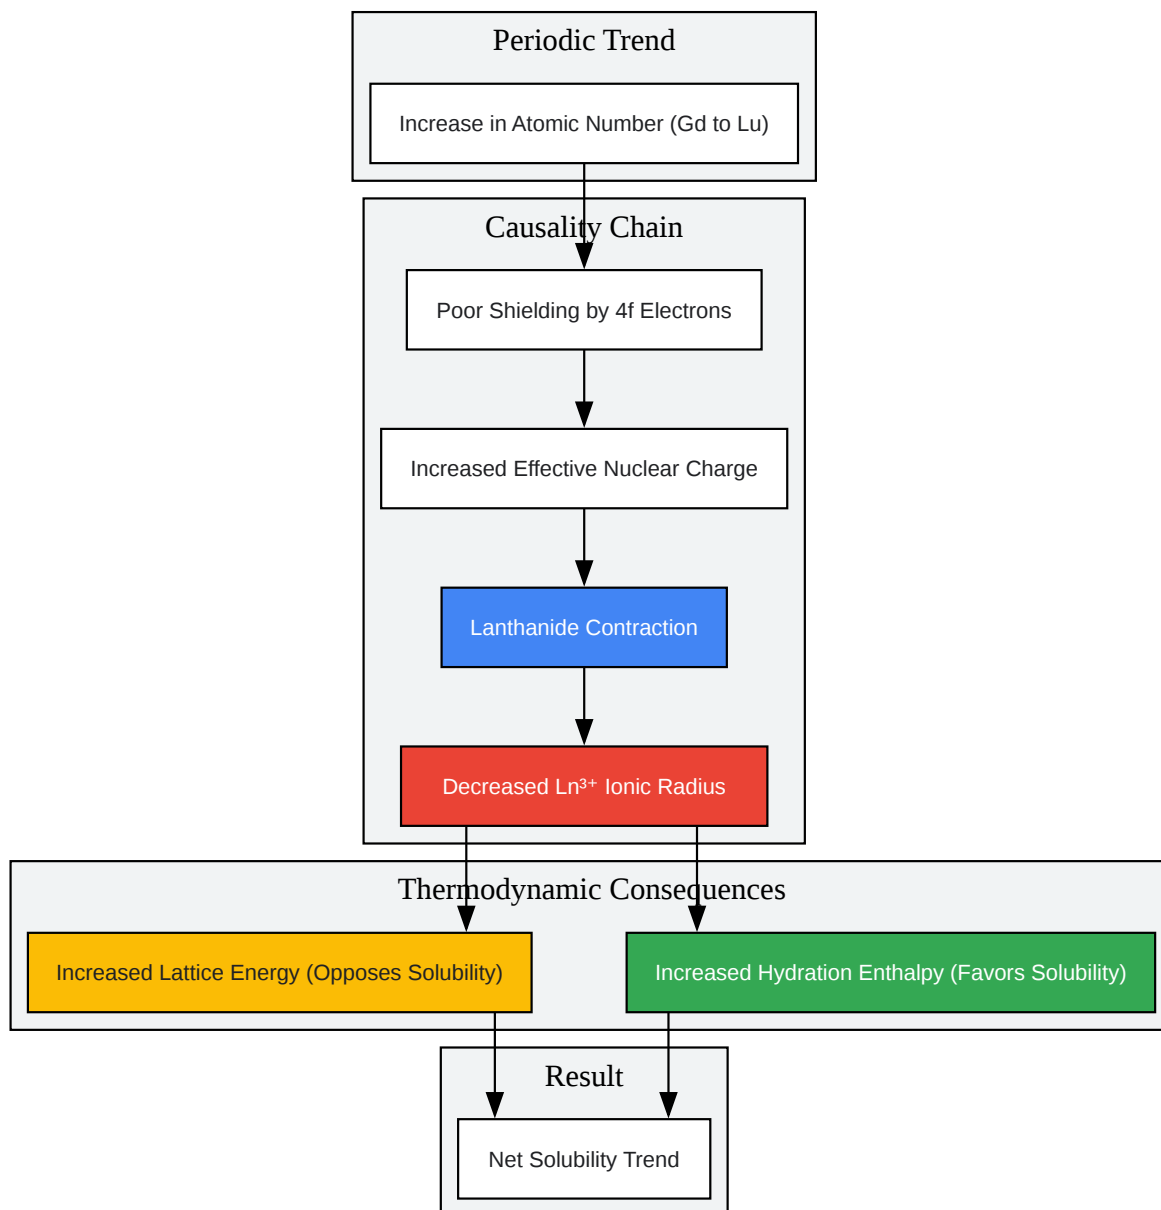 Periodic Trend
Increase in Atomic Number (Gd to Lu)
Causality Chain
Poor Shielding by 4f Electrons
Increased Effective Nuclear Charge
Lanthanide Contraction
Decreased Ln³⁺ Ionic Radius
Thermodynamic Consequences
Increased Lattice Energy (Opposes Solubility)
Increased Hydration Enthalpy (Favors Solubility)
Result
Net Solubility Trend